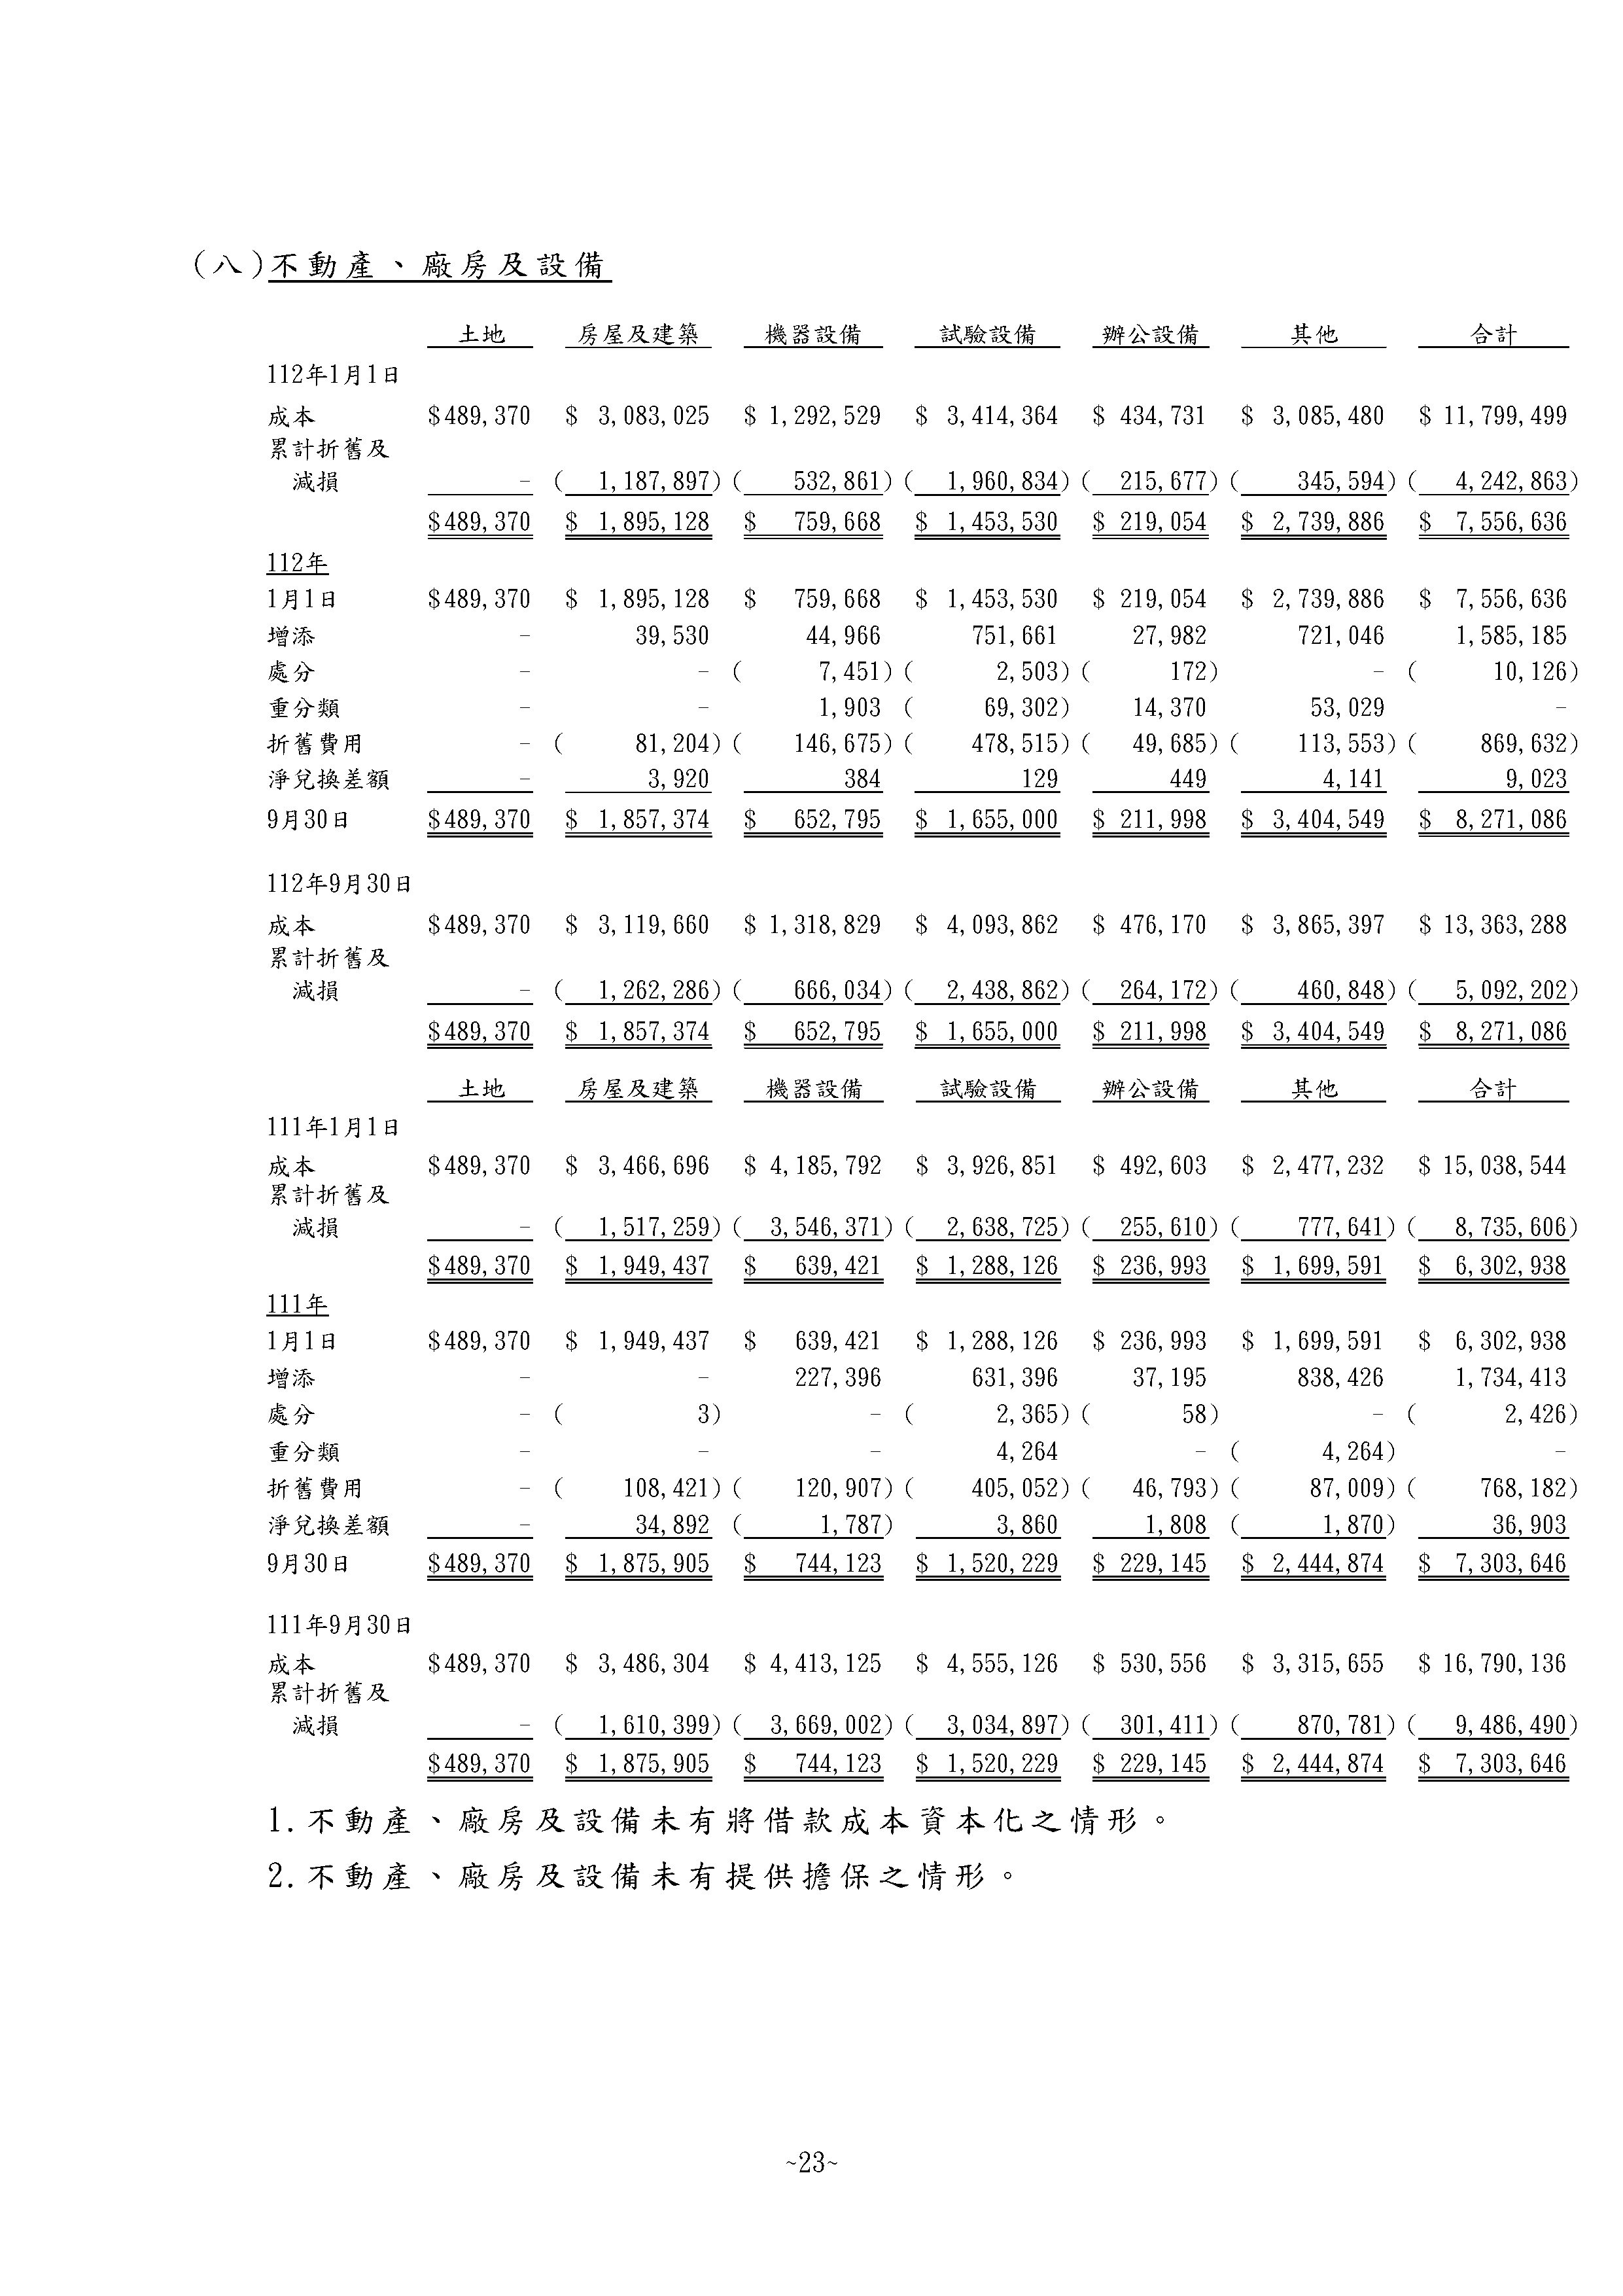 (八)不動產、廠房及設備
土地 房屋及建築 機器設備 試驗設備 辦公設備 其他 合計
112年1月1日
成本 $489,370 $ 3,083,025 $ 1,292,529 $ 3,414,364 $ 434,731 $ 3,085,480 $ 11,799,499
累計折舊及
減損 - ( 1,187,897) ( 532,861) ( 1,960,834) ( 215,677) ( 345,594) ( 4,242,863)
$489,370 $ 1,895,128 $ 759,668 $ 1,453,530 $ 219,054 $ 2,739,886 $ 7,556,636
112年
1月1日 $489,370 $ 1,895,128 $ 759,668 $ 1,453,530 $ 219,054 $ 2,739,886 $ 7,556,636
增添 - 39,530 44,966 751,661 27,982 721,046 1,585,185
處分 - - ( 7,451) ( 2,503) ( 172) - ( 10,126)
重分類 - - 1,903 ( 69,302) 14,370 53,029 -
折舊費用 - ( 81,204) ( 146,675) ( 478,515) ( 49,685) ( 113,553) ( 869,632)
淨兌換差額 - 3,920 384 129 449 4,141 9,023
9月30日 $489,370 $ 1,857,374 $ 652,795 $ 1,655,000 $ 211,998 $ 3,404,549 $ 8,271,086
112年9月30日
成本 $489,370 $ 3,119,660 $ 1,318,829 $ 4,093,862 $ 476,170 $ 3,865,397 $ 13,363,288
累計折舊及
減損 - ( 1,262,286) ( 666,034) ( 2,438,862) ( 264,172) ( 460,848) ( 5,092,202)
$489,370 $ 1,857,374 $ 652,795 $ 1,655,000 $ 211,998 $ 3,404,549 $ 8,271,086
土地 房屋及建築 機器設備 試驗設備 辦公設備 其他 合計
111年1月1日
成本 $489,370 $ 3,466,696 $ 4,185,792 $ 3,926,851 $ 492,603 $ 2,477,232 $ 15,038,544
累計折舊及
減損 - ( 1,517,259) ( 3,546,371) ( 2,638,725) ( 255,610) ( 777,641) ( 8,735,606)
$489,370 $ 1,949,437 $ 639,421 $ 1,288,126 $ 236,993 $ 1,699,591 $ 6,302,938
111年
1月1日 $489,370 $ 1,949,437 $ 639,421 $ 1,288,126 $ 236,993 $ 1,699,591 $ 6,302,938
增添 - - 227,396 631,396 37,195 838,426 1,734,413
處分 - ( 3) - ( 2,365) ( 58) - ( 2,426)
重分類 - - - 4,264 - ( 4,264) -
折舊費用 - ( 108,421) ( 120,907) ( 405,052) ( 46,793) ( 87,009) ( 768,182)
淨兌換差額 - 34,892 ( 1,787) 3,860 1,808 ( 1,870) 36,903
9月30日 $489,370 $ 1,875,905 $ 744,123 $ 1,520,229 $ 229,145 $ 2,444,874 $ 7,303,646
111年9月30日
成本 $489,370 $ 3,486,304 $ 4,413,125 $ 4,555,126 $ 530,556 $ 3,315,655 $ 16,790,136
累計折舊及
減損 - ( 1,610,399) ( 3,669,002) ( 3,034,897) ( 301,411) ( 870,781) ( 9,486,490)
$489,370 $ 1,875,905 $ 744,123 $ 1,520,229 $ 229,145 $ 2,444,874 $ 7,303,646
1.不動產、廠房及設備未有將借款成本資本化之情形。
2.不動產、廠房及設備未有提供擔保之情形。
~23~